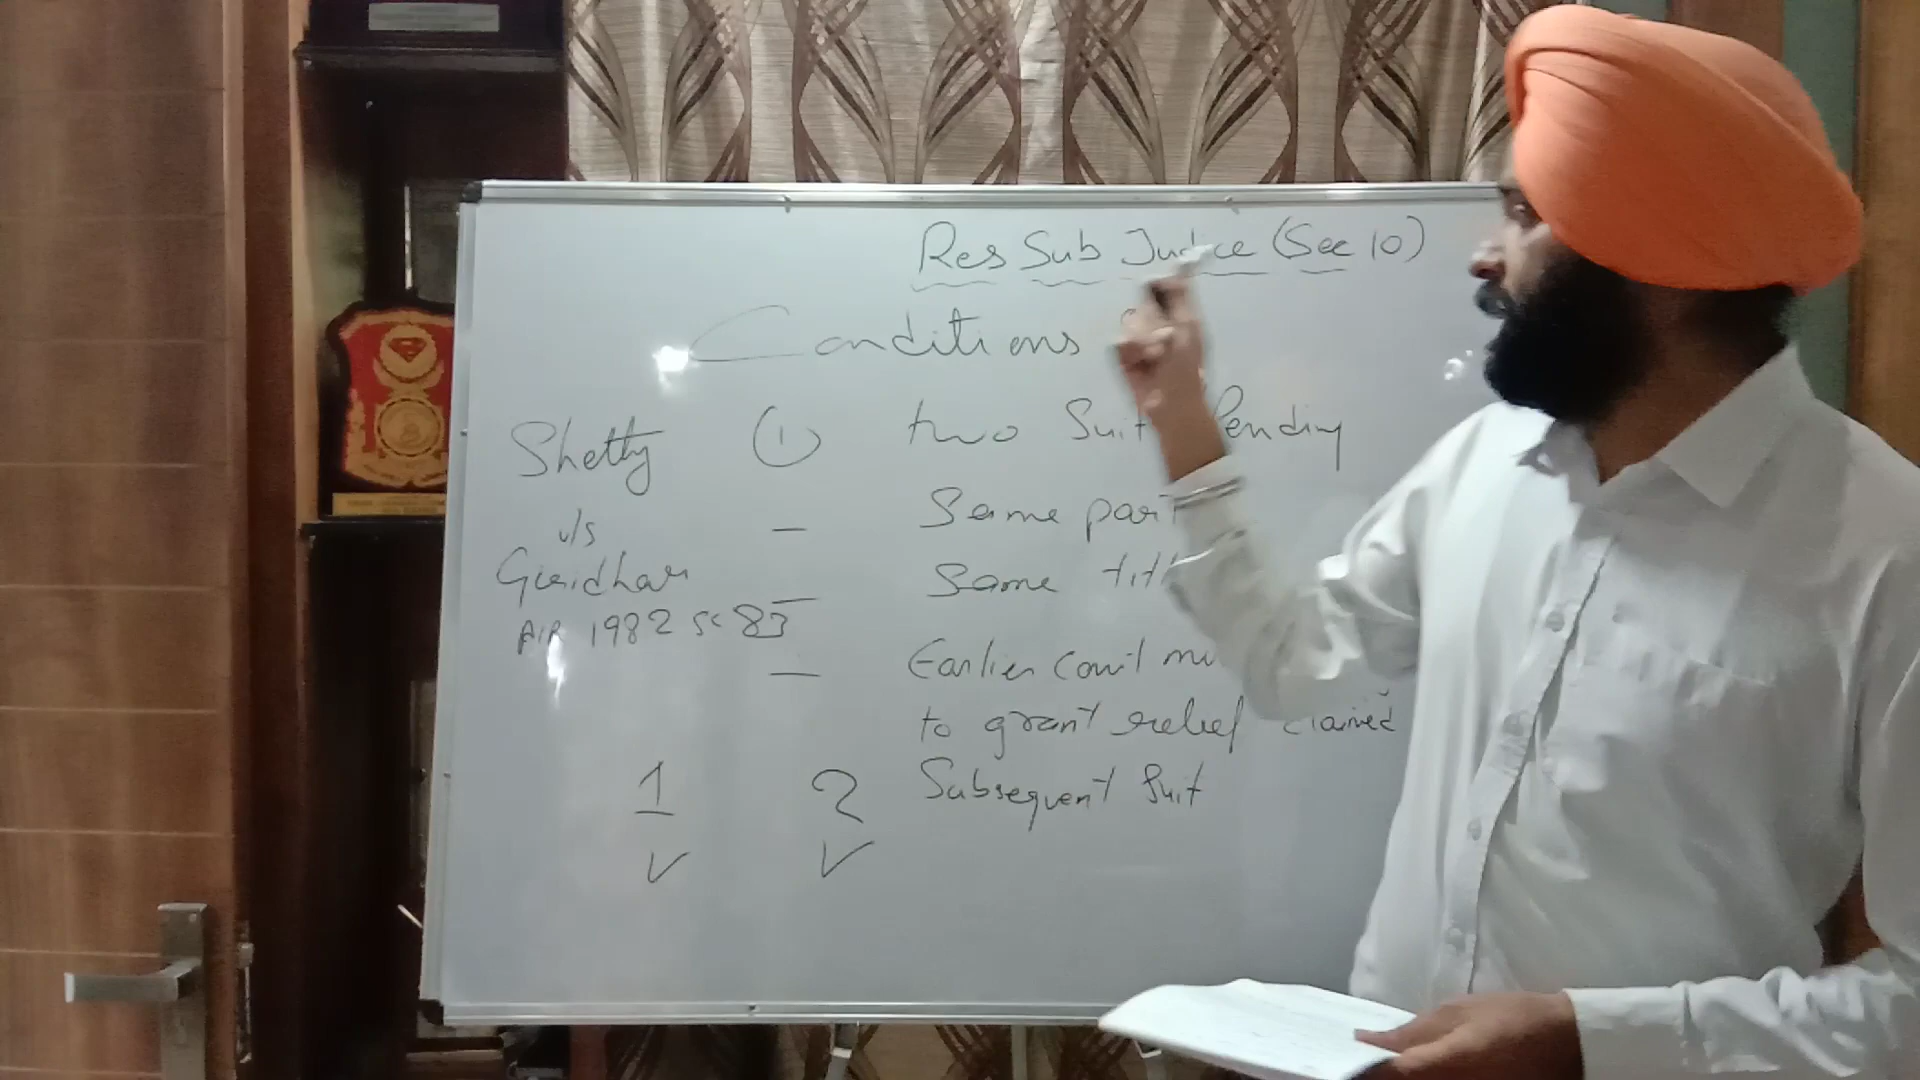 Res Sub Judice (Sec 10)
Conditions
Shetty
v/s
Giridhar
AIR 1982 SC 83
1 two Suit Pending
— Same part
— Same titl
— Earlier court mu
to grant relief claimed
Subsequent Suit
1 2